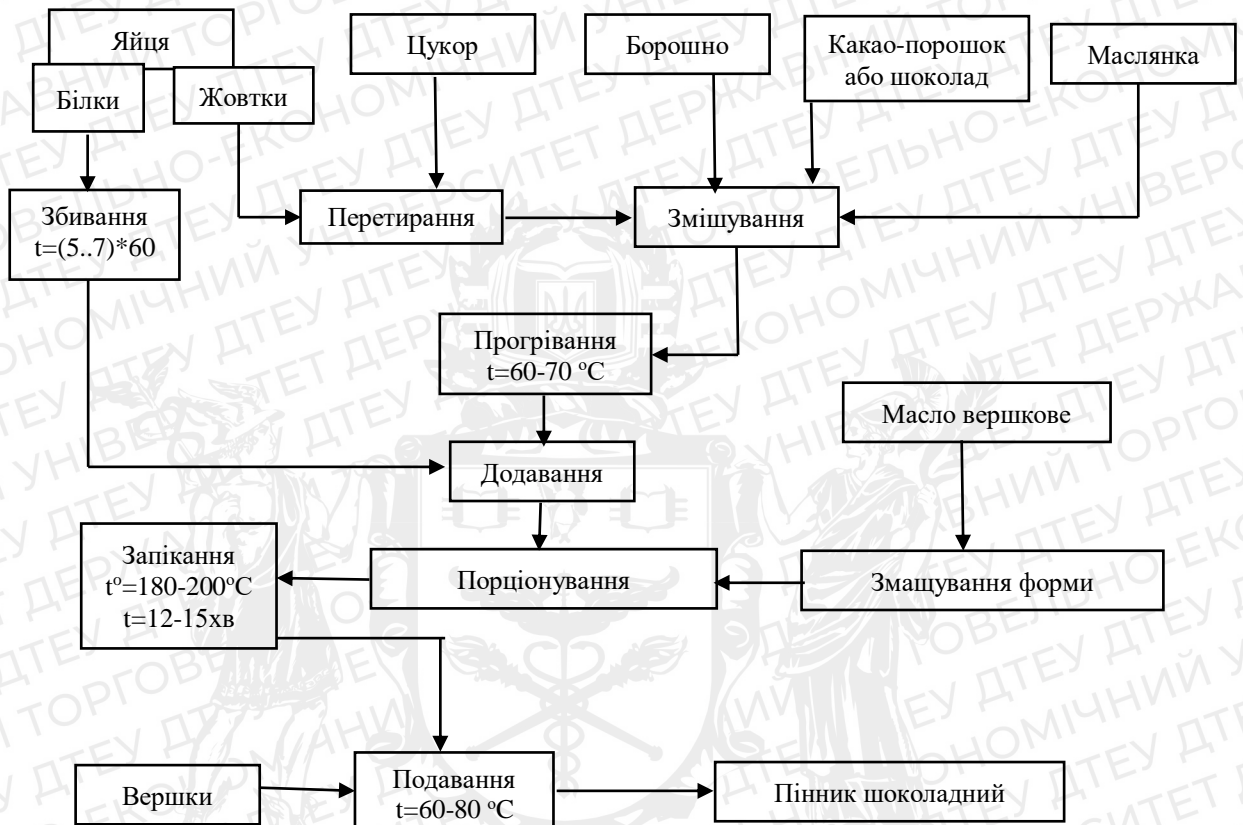 Яйця
Цукор
Борошно
Какао-порошок
або шоколад
Маслянка
Білки
Жовтки
Збивання
t=(5..7)*60
Перетирання
Змішування
Прогрівання
t=60-70 ºC
Масло вершкове
Додавання
Запікання
tº=180-200ºC
t=12-15хв
Порціонування
Змащування форми
Вершки
Подавання
t=60-80 ºC
Пінник шоколадний